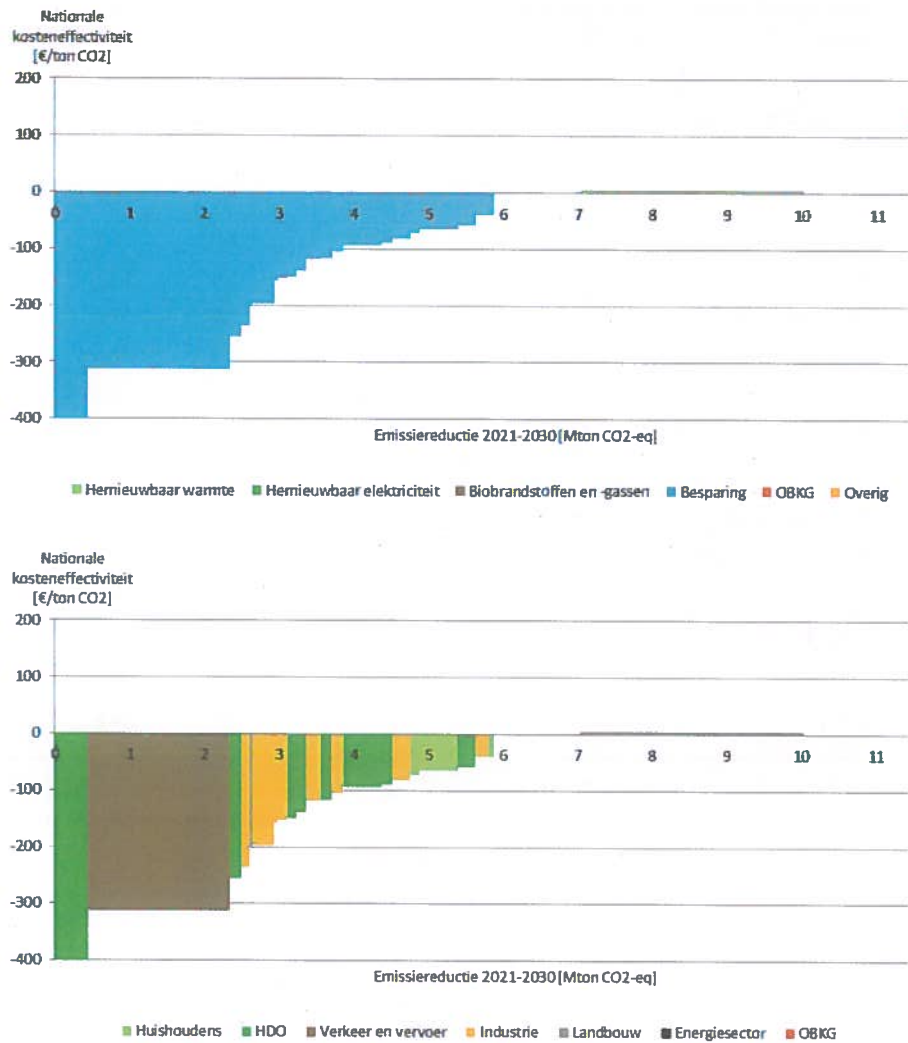 Nationale
kosteneffectiviteit
[€/ton CO2]
200
100
0
0 1 2 3 4 5 6 7 8 9 10 11
-100
-200
-300
-400
Emissiereductie 2021-2030 [Mton CO2-eq]
Hernieuwbaar warmte Hernieuwbaar elektriciteit Biobrandstoffen en -gassen Besparing OBKG Overig
Nationale
kosteneffectiviteit
[€/ton CO2]
200
100
0
0 1 2 3 4 5 6 7 8 9 10 11
-100
-200
-300
-400
Emissiereductie 2021-2030 [Mton CO2-eq]
Huishoudens HDO Verkeer en vervoer Industrie Landbouw Energiesector OBKG